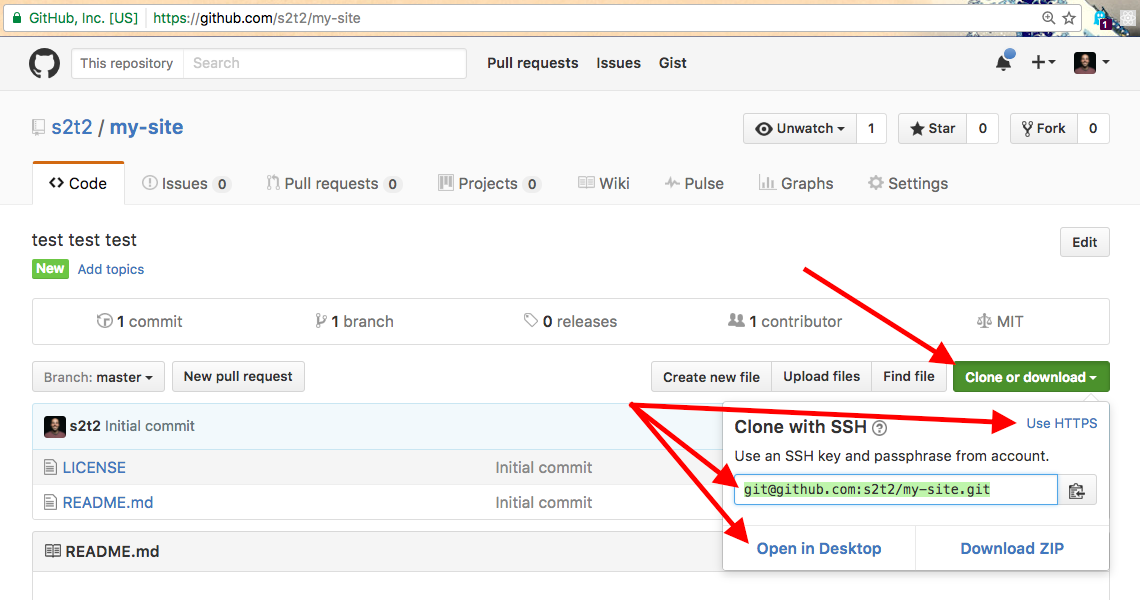 GitHub, Inc. [US] https://github.com/s2t2/my-site
1
This repository Search Pull requests Issues Gist
s2t2 / my-site Unwatch 1 Star 0 Fork 0
Code Issues 0 Pull requests 0 Projects 0 Wiki Pulse Graphs Settings
test test test Edit
New Add topics
1 commit 1 branch 0 releases 1 contributor MIT
Branch: master New pull request Create new file Upload files Find file Clone or download
s2t2 Initial commit
LICENSE Initial commit
README.md Initial commit
README.md
Clone with SSH ? Use HTTPS
Use an SSH key and passphrase from account.
git@github.com:s2t2/my-site.git
Open in Desktop Download ZIP